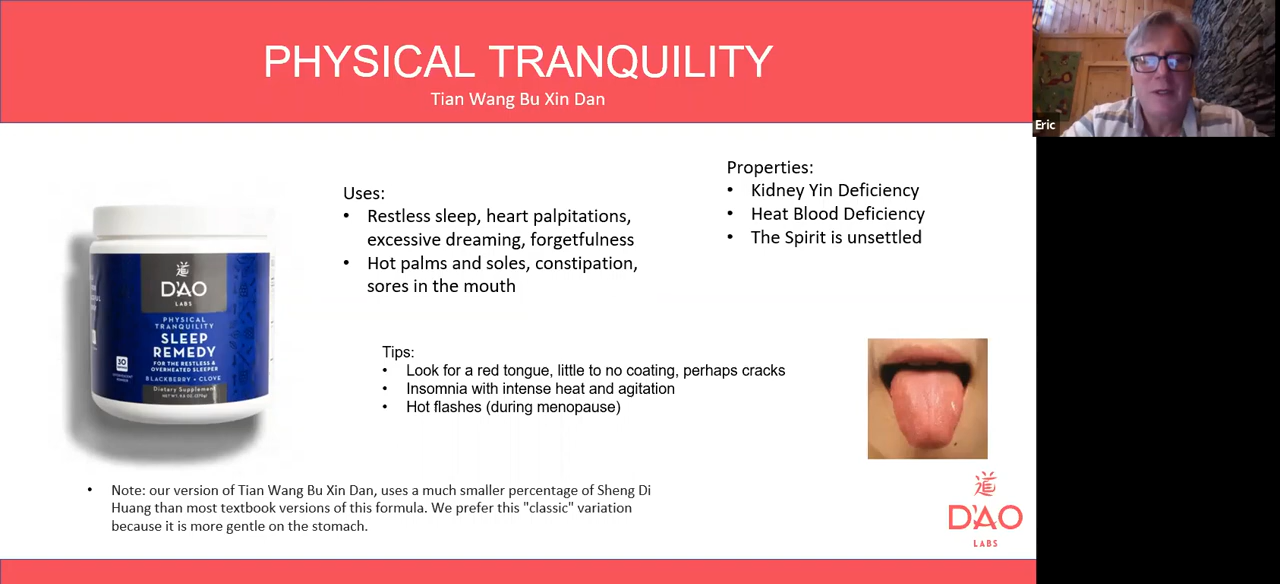 PHYSICAL TRANQUILITY
Tian Wang Bu Xin Dan
Eric
Uses:
• Restless sleep, heart palpitations,
excessive dreaming, forgetfulness
• Hot palms and soles, constipation,
sores in the mouth
Properties:
• Kidney Yin Deficiency
• Heat Blood Deficiency
• The Spirit is unsettled
道
DAO
LABS
PHYSICAL
TRANQUILITY
SLEEP
REMEDY
FOR THE RESTLESS &
OVERHEATED SLEEPER
30
BLACKBERRY + CLOVE
Dietary Supplement
Tips:
• Look for a red tongue, little to no coating, perhaps cracks
• Insomnia with intense heat and agitation
• Hot flashes (during menopause)
• Note: our version of Tian Wang Bu Xin Dan, uses a much smaller percentage of Sheng Di
Huang than most textbook versions of this formula. We prefer this "classic" variation
because it is more gentle on the stomach.
道
DAO
LABS